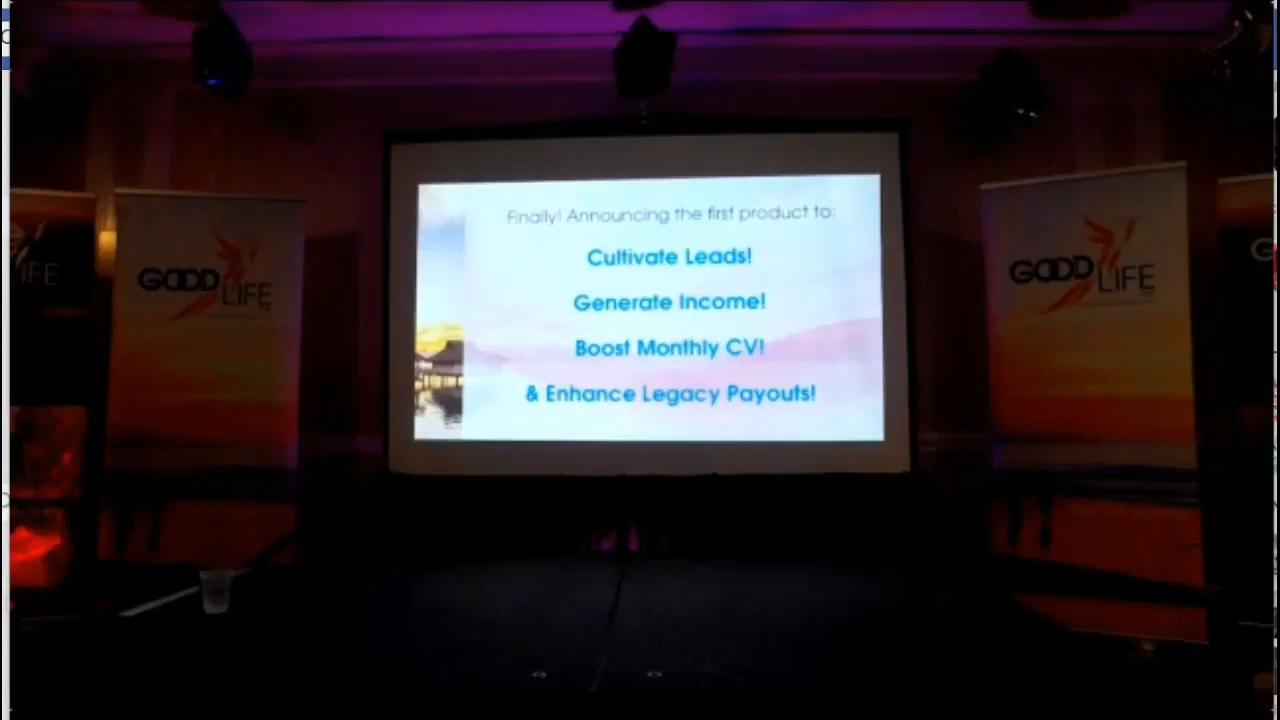 Finally! Announcing the first product to:
Cultivate Leads!
Generate Income!
Boost Monthly CV!
& Enhance Legacy Payouts!
GOOD
LIFE
GOOD
LIFE
IFE
G